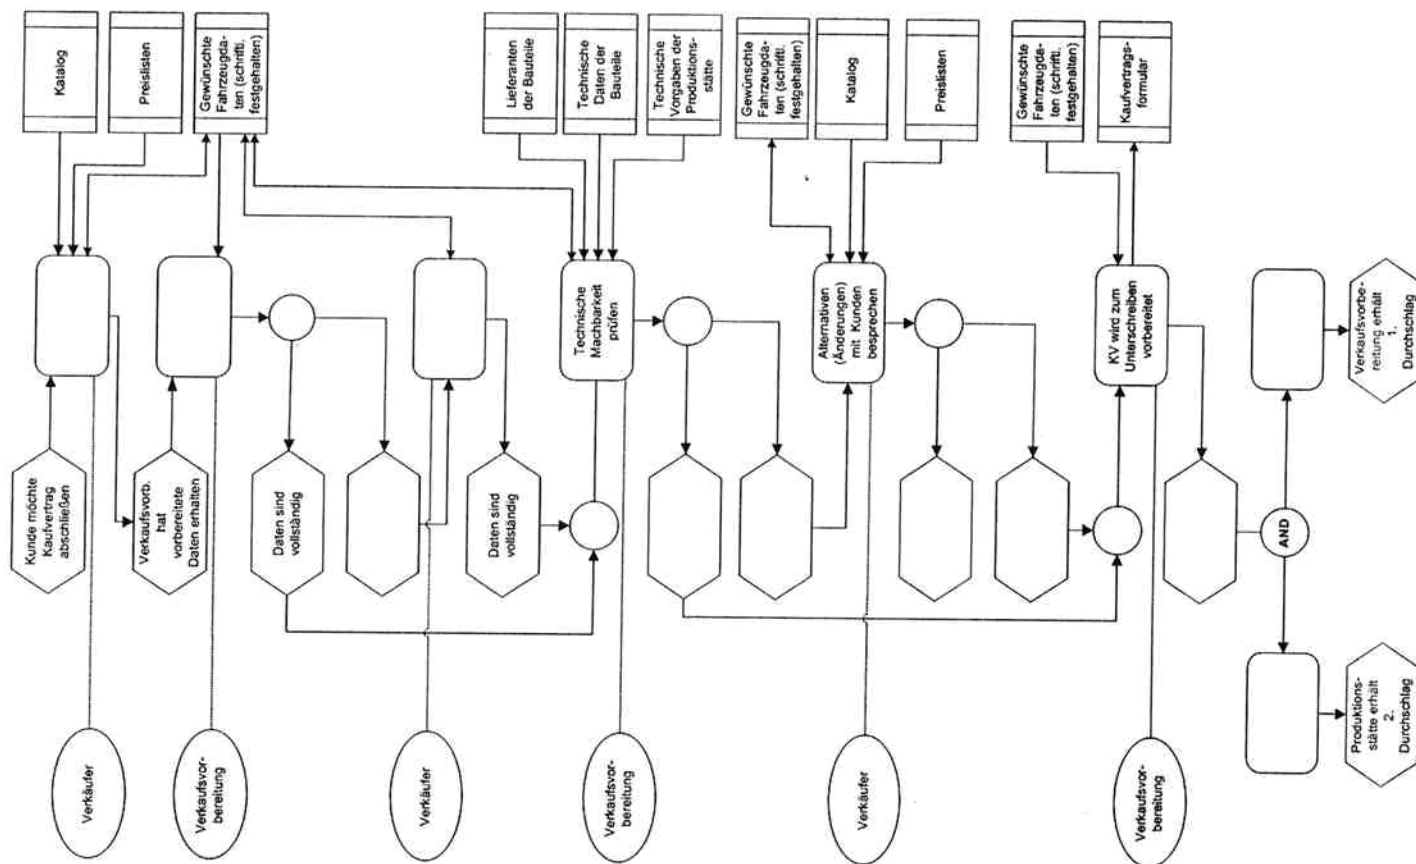 Katalog
Preislisten
Gewünschte
Fahrzeugda-
ten (schriftl.
festgehalten)
Kunde möchte
Kaufvertrag
abschließen
Verkäufer
Verkaufsvorb.
hat
vorbereitete
Daten erhalten
Verkaufsvor-
bereitung
Daten sind
vollständig
Verkäufer
Daten sind
vollständig
Lieferanten
der Bauteile
Technische
Daten der
Bauteile
Technische
Vorgaben der
Produktions-
stätte
Technische
Machbarkeit
prüfen
Verkaufsvor-
bereitung
Gewünschte
Fahrzeugda-
ten (schriftl.
festgehalten)
Katalog
Preislisten
Alternativen
(Änderungen)
mit Kunden
besprechen
Verkäufer
Gewünschte
Fahrzeugda-
ten (schriftl.
festgehalten)
Kaufvertrags-
formular
KV wird zum
Unterschreiben
vorbereitet
Verkaufsvor-
bereitung
AND
Verkaufsvorbe-
reitung erhält
1.
Durchschlag
Produktions-
stätte erhält
2.
Durchschlag